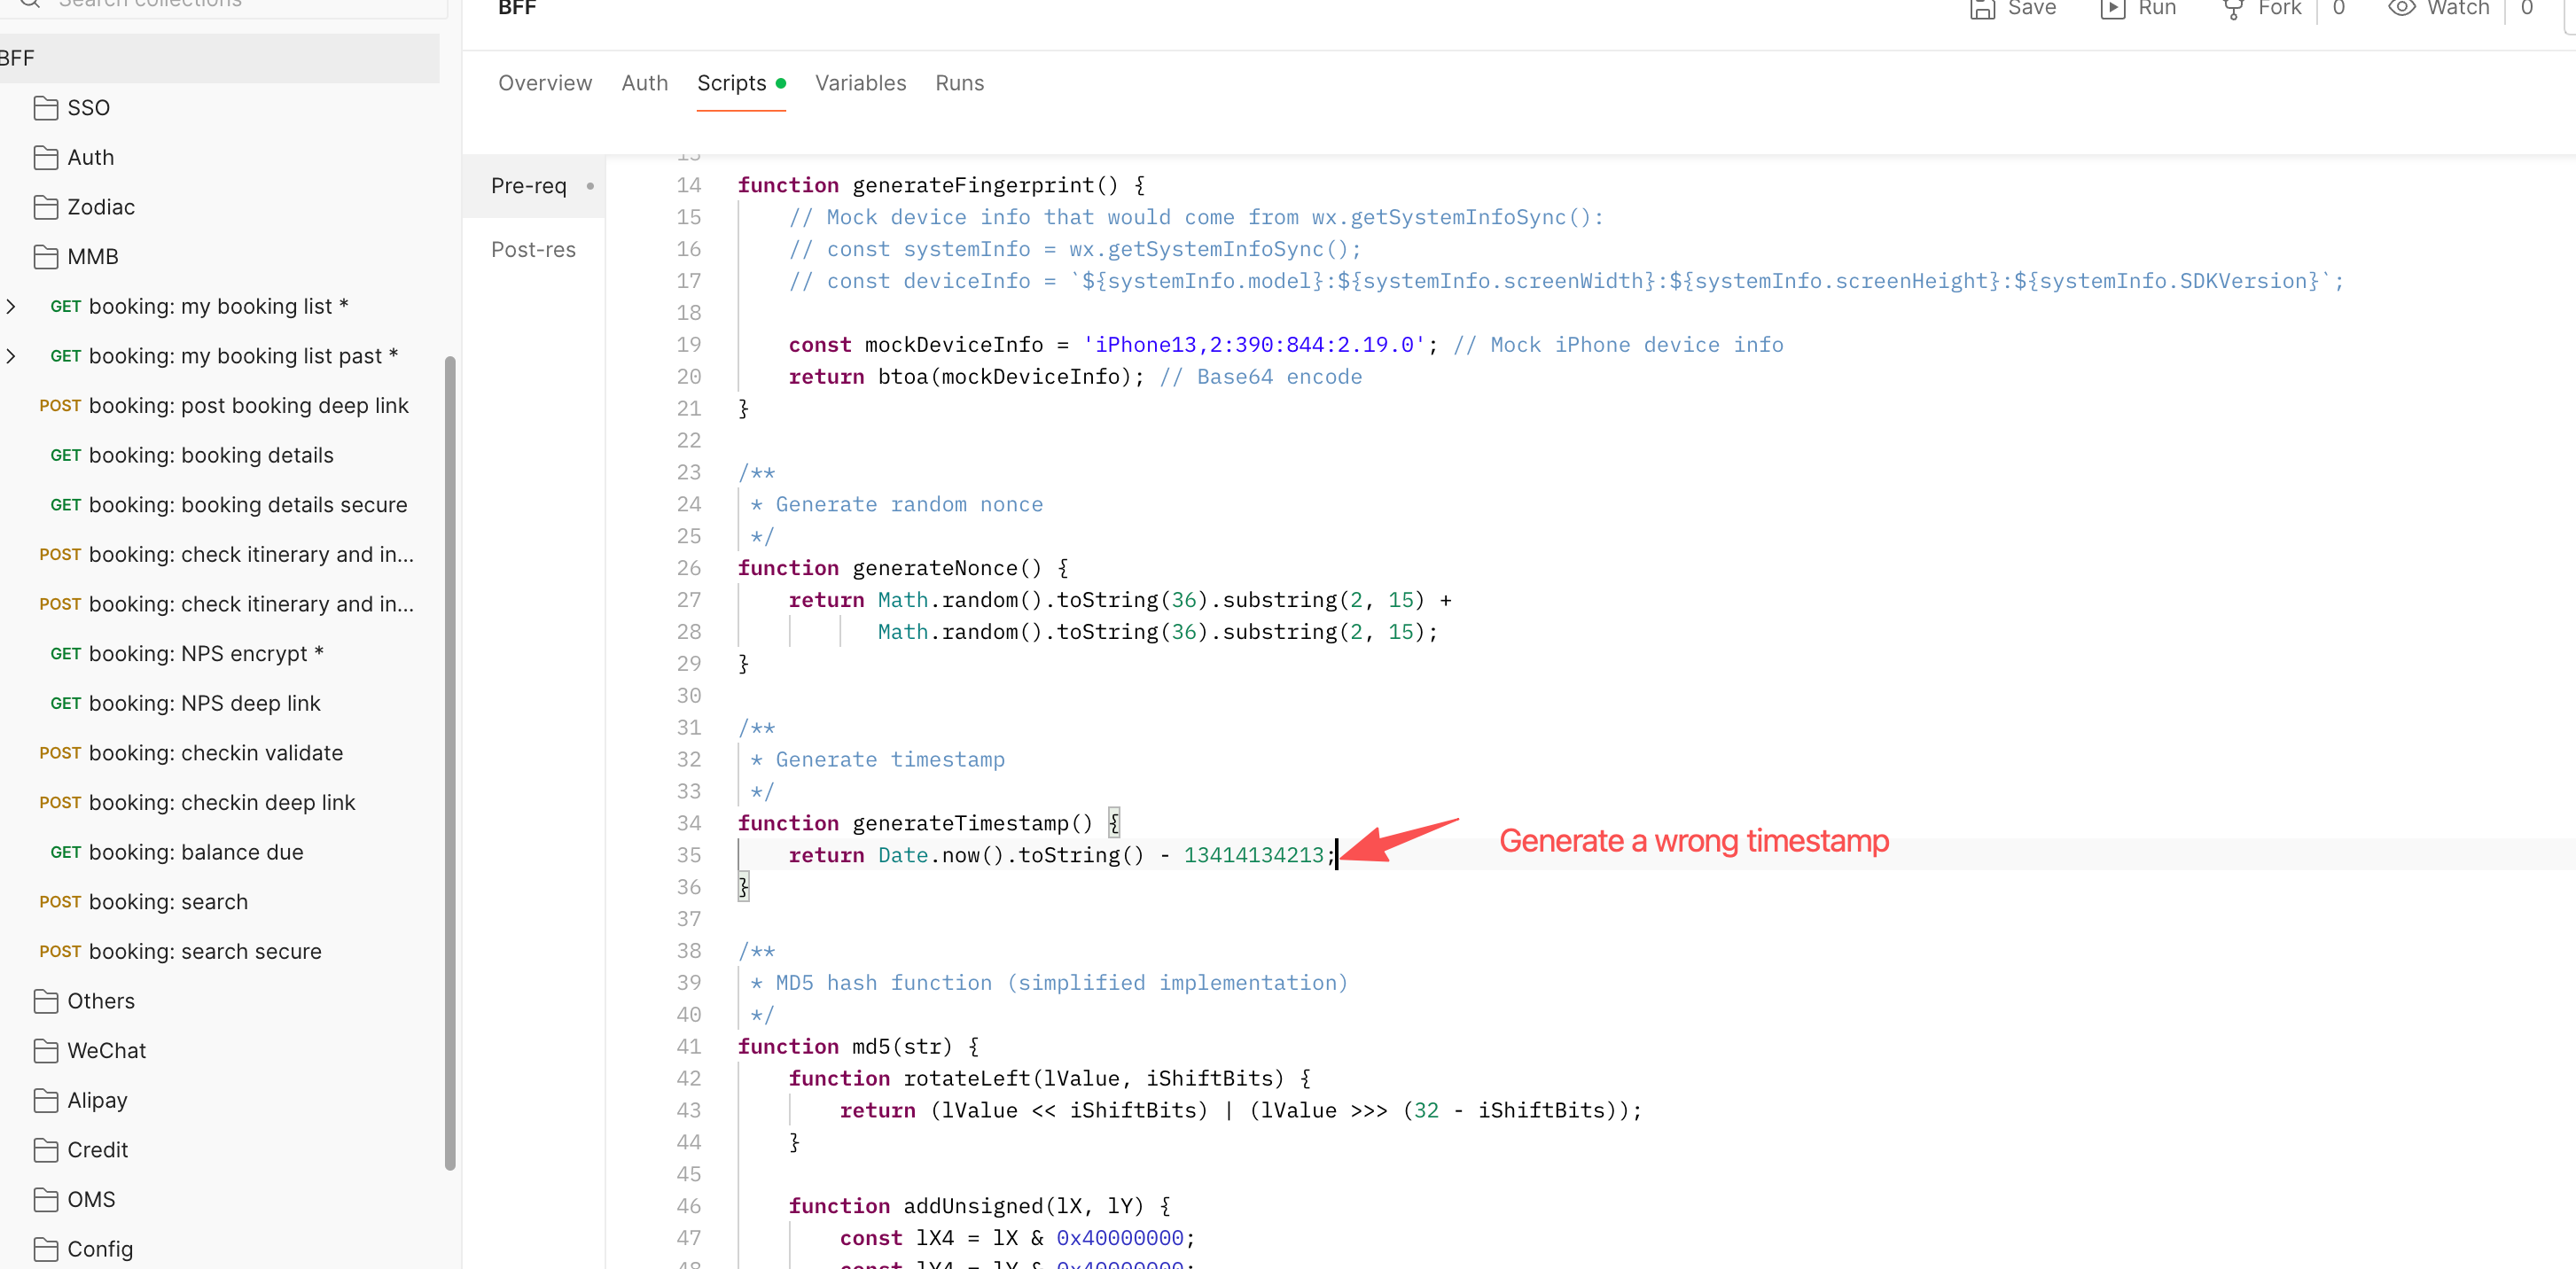 Search collections
BFF
SSO
Auth
Zodiac
MMB
GET booking: my booking list *
GET booking: my booking list past *
POST booking: post booking deep link
GET booking: booking details
GET booking: booking details secure
POST booking: check itinerary and in...
POST booking: check itinerary and in...
GET booking: NPS encrypt *
GET booking: NPS deep link
POST booking: checkin validate
POST booking: checkin deep link
GET booking: balance due
POST booking: search
POST booking: search secure
Others
WeChat
Alipay
Credit
OMS
Config
BFF
Save Run Fork 0 Watch 0
Overview Auth Scripts Variables Runs
Pre-req
Post-res
13
14 function generateFingerprint() {
15 // Mock device info that would come from wx.getSystemInfoSync():
16 // const systemInfo = wx.getSystemInfoSync();
17 // const deviceInfo = `${systemInfo.model}:${systemInfo.screenWidth}:${systemInfo.screenHeight}:${systemInfo.SDKVersion}`;
18
19 const mockDeviceInfo = 'iPhone13,2:390:844:2.19.0'; // Mock iPhone device info
20 return btoa(mockDeviceInfo); // Base64 encode
21 }
22
23 /**
24 * Generate random nonce
25 */
26 function generateNonce() {
27 return Math.random().toString(36).substring(2, 15) +
28 Math.random().toString(36).substring(2, 15);
29 }
30
31 /**
32 * Generate timestamp
33 */
34 function generateTimestamp() {
35 return Date.now().toString() - 13414134213;
Generate a wrong timestamp
36 }
37
38 /**
39 * MD5 hash function (simplified implementation)
40 */
41 function md5(str) {
42 function rotateLeft(lValue, iShiftBits) {
43 return (lValue << iShiftBits) | (lValue >>> (32 - iShiftBits));
44 }
45
46 function addUnsigned(lX, lY) {
47 const lX4 = lX & 0x40000000;
48 const lY4 = lY & 0x40000000;